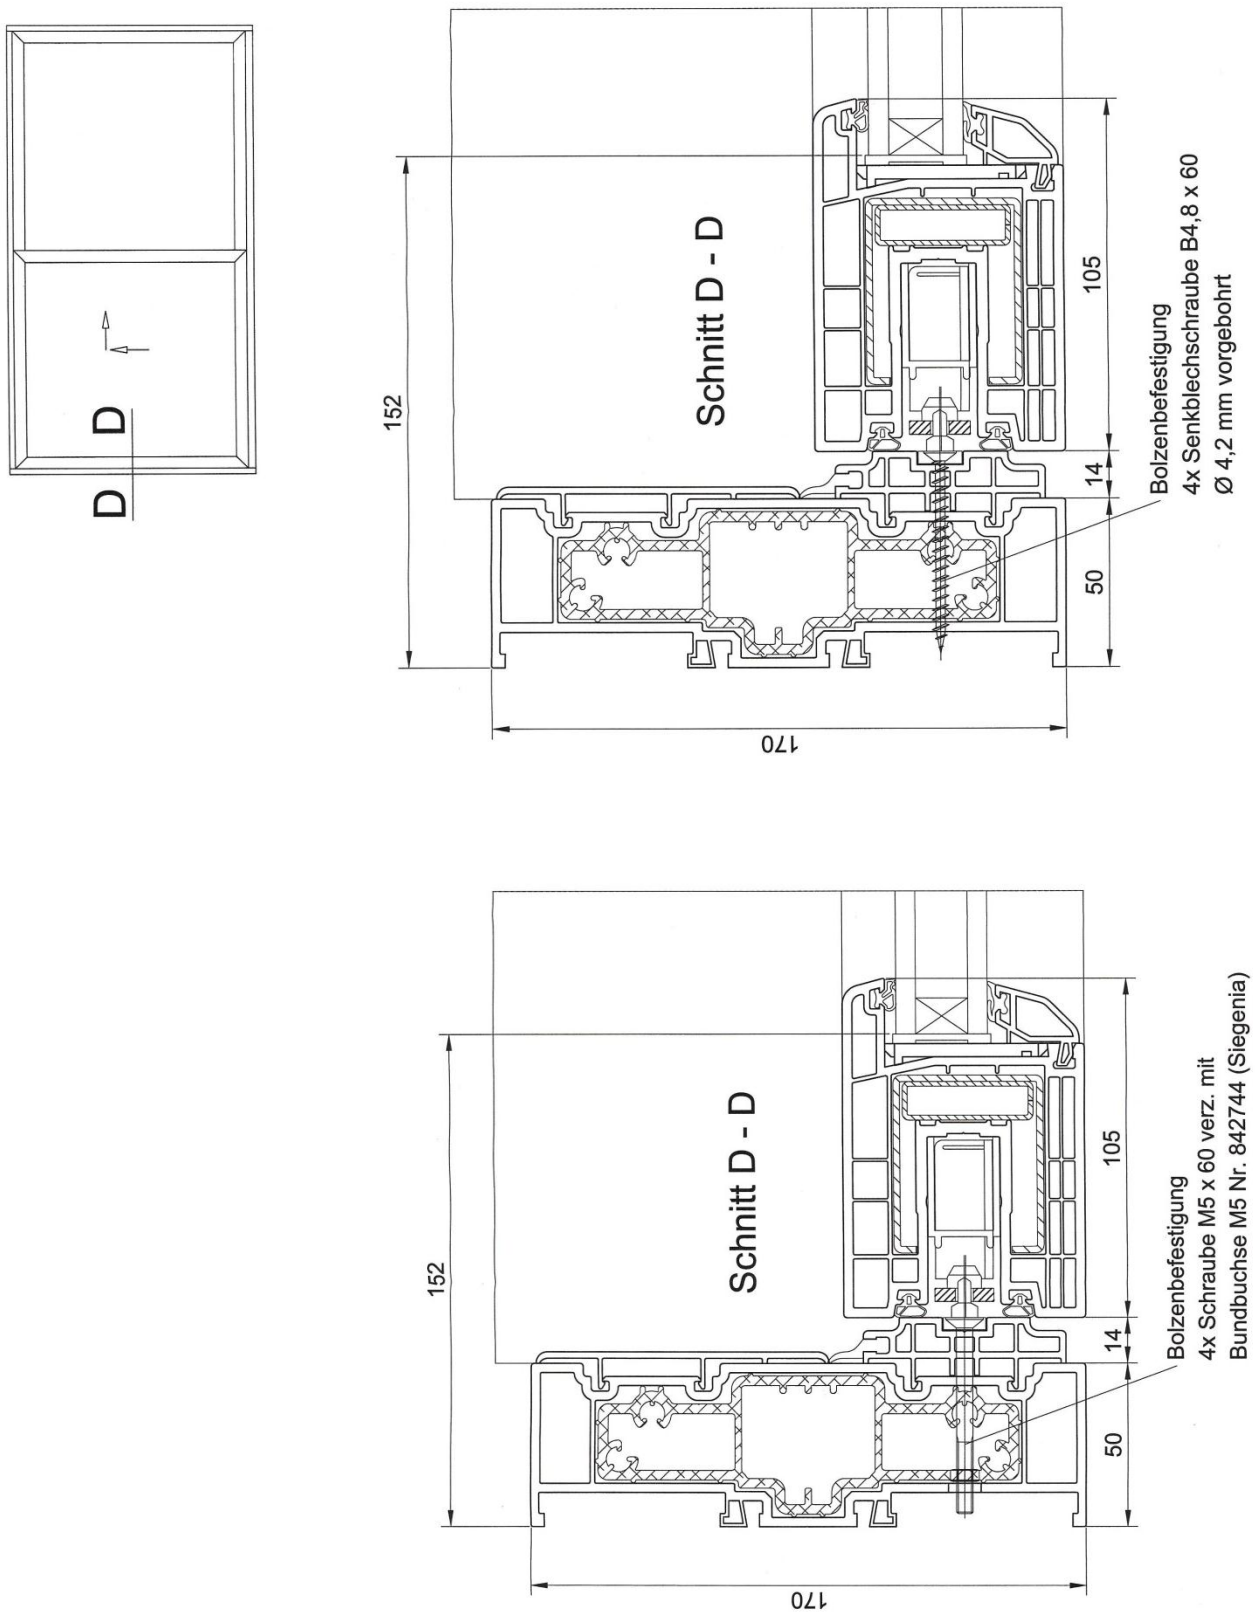 D
D
152
Schnitt D - D
105
14
50
170
Bolzenbefestigung
4x Senkblechschraube B4,8 x 60
Ø 4,2 mm vorgebohrt
152
Schnitt D - D
105
14
50
170
Bolzenbefestigung
4x Schraube M5 x 60 verz. mit
Bundbuchse M5 Nr. 842744 (Siegenia)